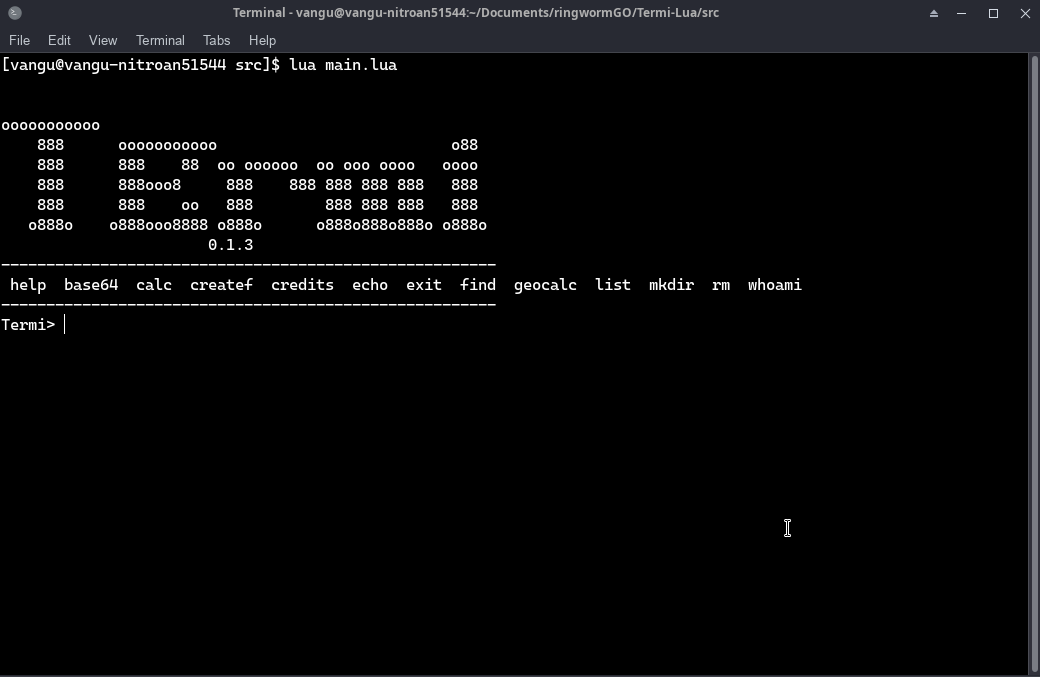 Terminal - vangu@vangu-nitroan51544:~/Documents/ringwormGO/Termi-Lua/src
File Edit View Terminal Tabs Help
[vangu@vangu-nitroan51544 src]$ lua main.lua
ooooooooooo
    888      ooooooooooo                          o88
    888      888    88  oo oooooo  oo ooo oooo   oooo
    888      888ooo8     888    888 888 888 888   888
    888      888    oo   888        888 888 888   888
   o888o    o888ooo8888 o888o      o888o888o888o o888o
                       0.1.3
-------------------------------------------------------
 help  base64  calc  createf  credits  echo  exit  find  geocalc  list  mkdir  rm  whoami
-------------------------------------------------------
Termi>